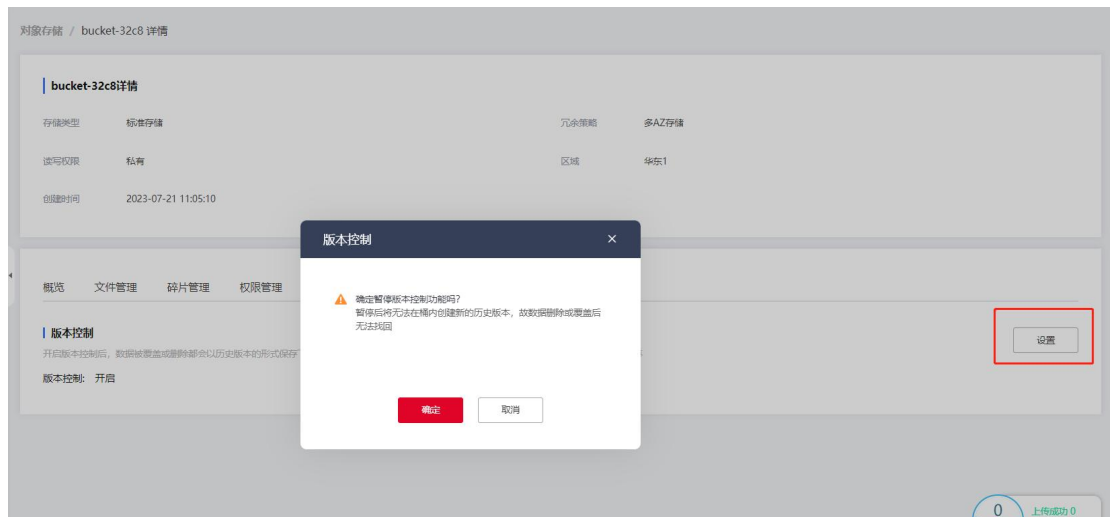 对象存储 / bucket-32c8 详情
bucket-32c8详情
存储类型 标准存储 冗余策略 多AZ存储
读写权限 私有 区域 华东1
创建时间 2023-07-21 11:05:10
版本控制 ×
概览 文件管理 碎片管理 权限管理
确定暂停版本控制功能吗?
暂停后将无法在桶内创建新的历史版本，故数据删除或覆盖后
无法找回
版本控制
设置
开启版本控制后，数据被覆盖或删除都会以历史版本的形式保存
版本控制: 开启
确定 取消
0 上传成功 0